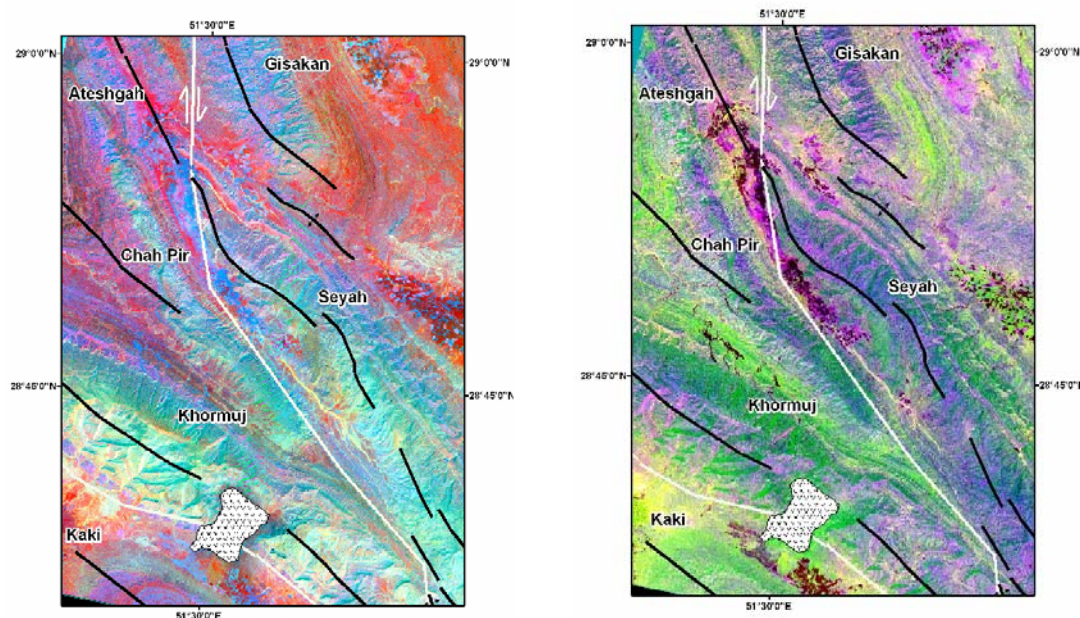 51°30'0"E
29°0'0"N
29°0'0"N
Gisakan
Ateshgah
Chah Pir
Seyah
28°45'0"N
28°45'0"N
Khormuj
Kaki
51°30'0"E
51°30'0"E
29°0'0"N
29°0'0"N
Gisakan
Ateshgah
Chah Pir
Seyah
28°45'0"N
28°45'0"N
Khormuj
Kaki
51°30'0"E